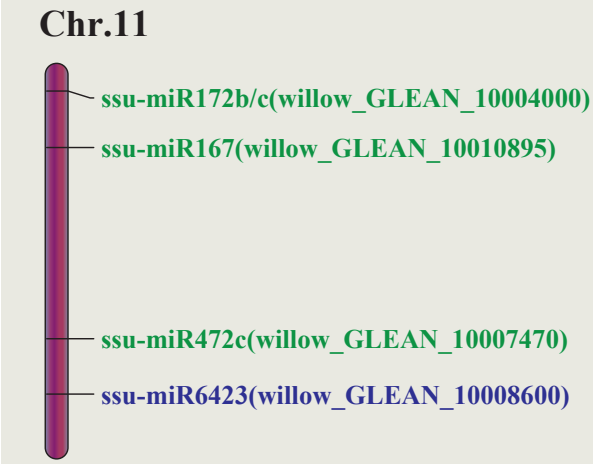 Chr.11
ssu-miR172b/c(willow_GLEAN_10004000)
ssu-miR167(willow_GLEAN_10010895)
ssu-miR472c(willow_GLEAN_10007470)
ssu-miR6423(willow_GLEAN_10008600)